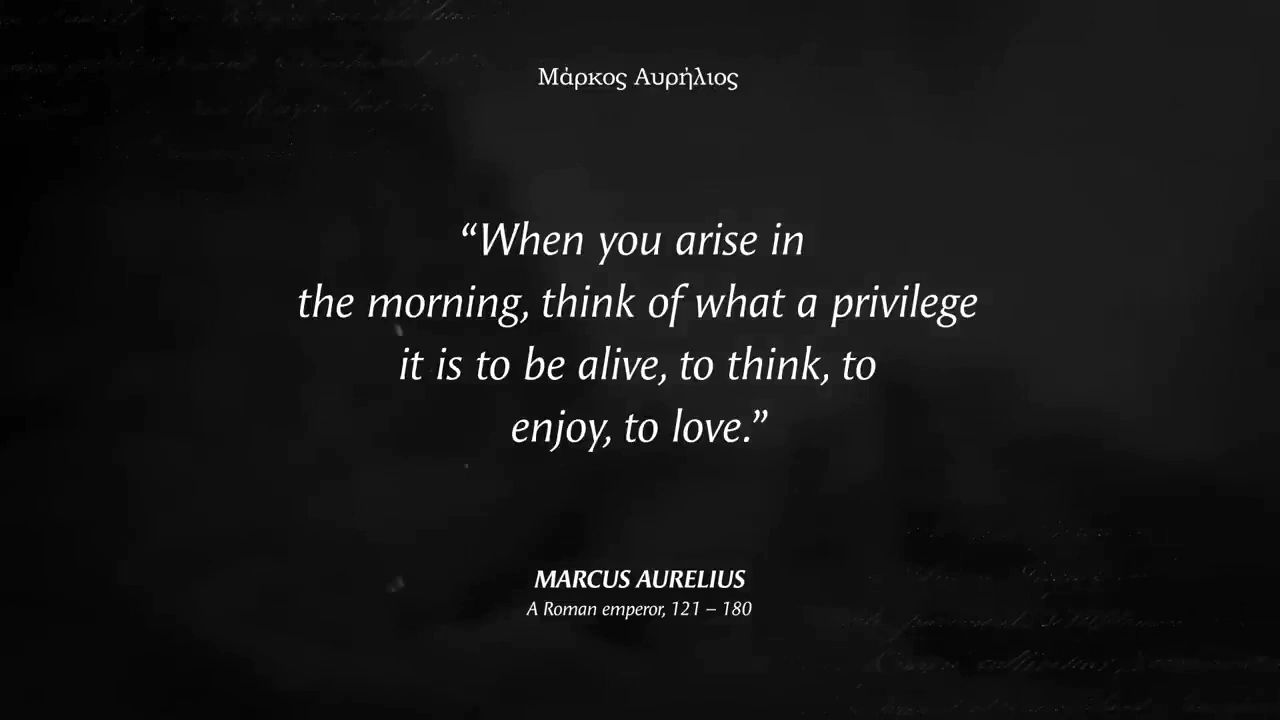 Μάρκος Αυρήλιος
“When you arise in
the morning, think of what a privilege
it is to be alive, to think, to
enjoy, to love.”
MARCUS AURELIUS
A Roman emperor, 121 – 180